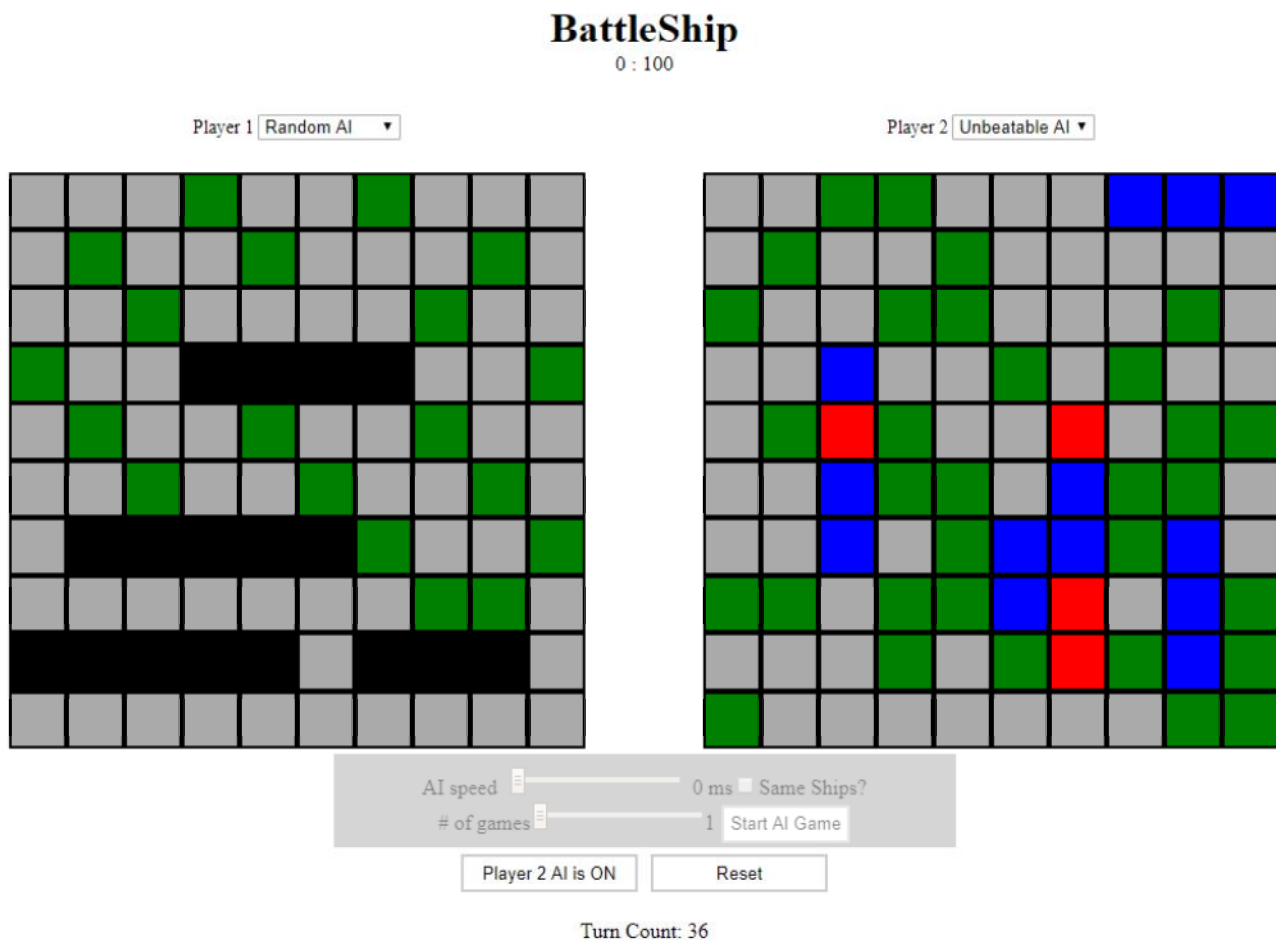 BattleShip
0 : 100
Player 1 Random AI Player 2 Unbeatable AI
AI speed 0 ms Same Ships?
# of games 1 Start AI Game
Player 2 AI is ON Reset
Turn Count: 36